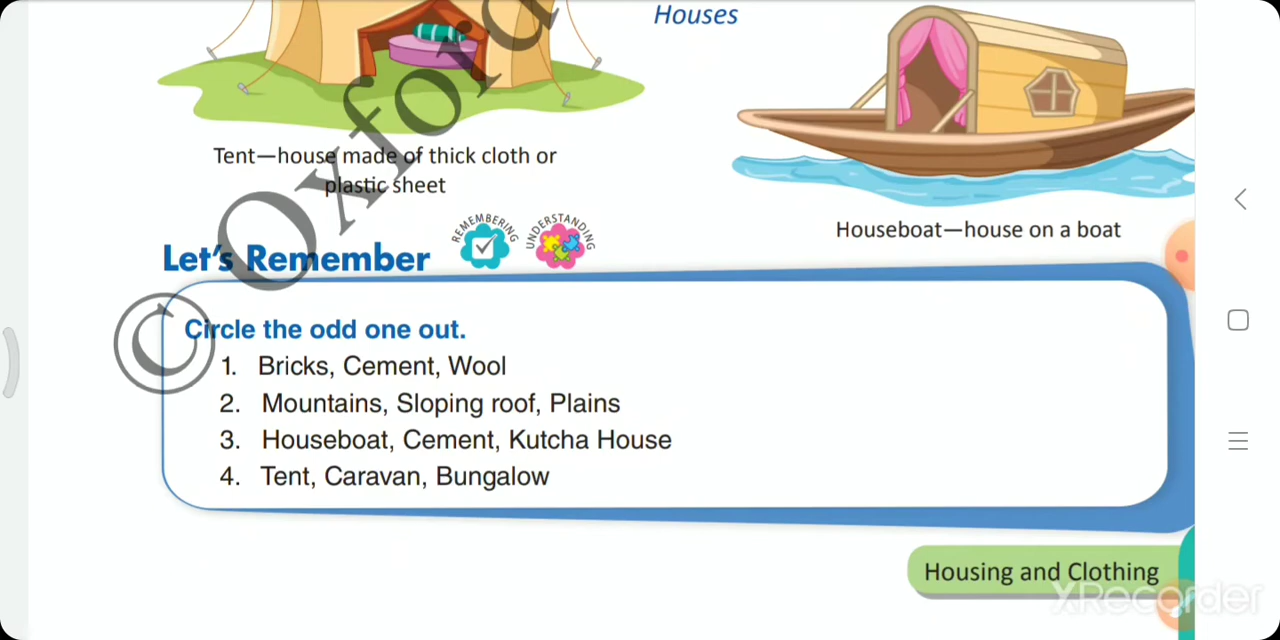 Houses
Tent—house made of thick cloth or
plastic sheet
Houseboat—house on a boat
REMEMBERING
UNDERSTANDING
Let's Remember
© Oxford
Circle the odd one out.
1. Bricks, Cement, Wool
2. Mountains, Sloping roof, Plains
3. Houseboat, Cement, Kutcha House
4. Tent, Caravan, Bungalow
Housing and Clothing
XRecorder